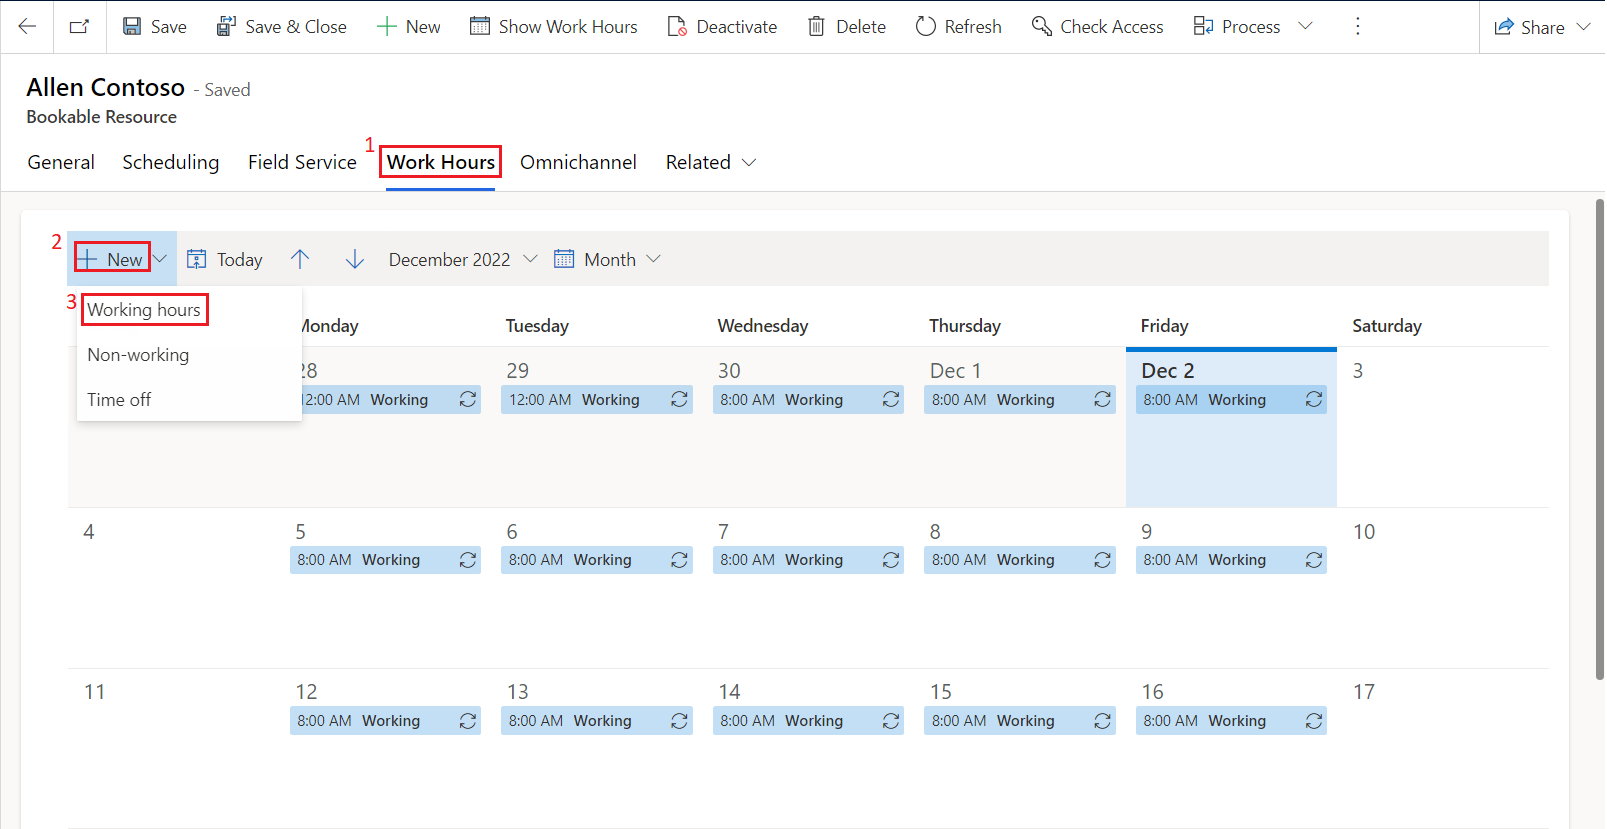 Save Save & Close New Show Work Hours Deactivate Delete Refresh Check Access Process Share
Allen Contoso - Saved
Bookable Resource
General Scheduling Field Service 1 Work Hours Omnichannel Related
2 New Today December 2022 Month
3 Working hours
Non-working
Time off
Monday Tuesday Wednesday Thursday Friday Saturday
28 29 30 Dec 1 Dec 2 3
12:00 AM Working 12:00 AM Working 8:00 AM Working 8:00 AM Working 8:00 AM Working
4 5 6 7 8 9 10
8:00 AM Working 8:00 AM Working 8:00 AM Working 8:00 AM Working 8:00 AM Working
11 12 13 14 15 16 17
8:00 AM Working 8:00 AM Working 8:00 AM Working 8:00 AM Working 8:00 AM Working